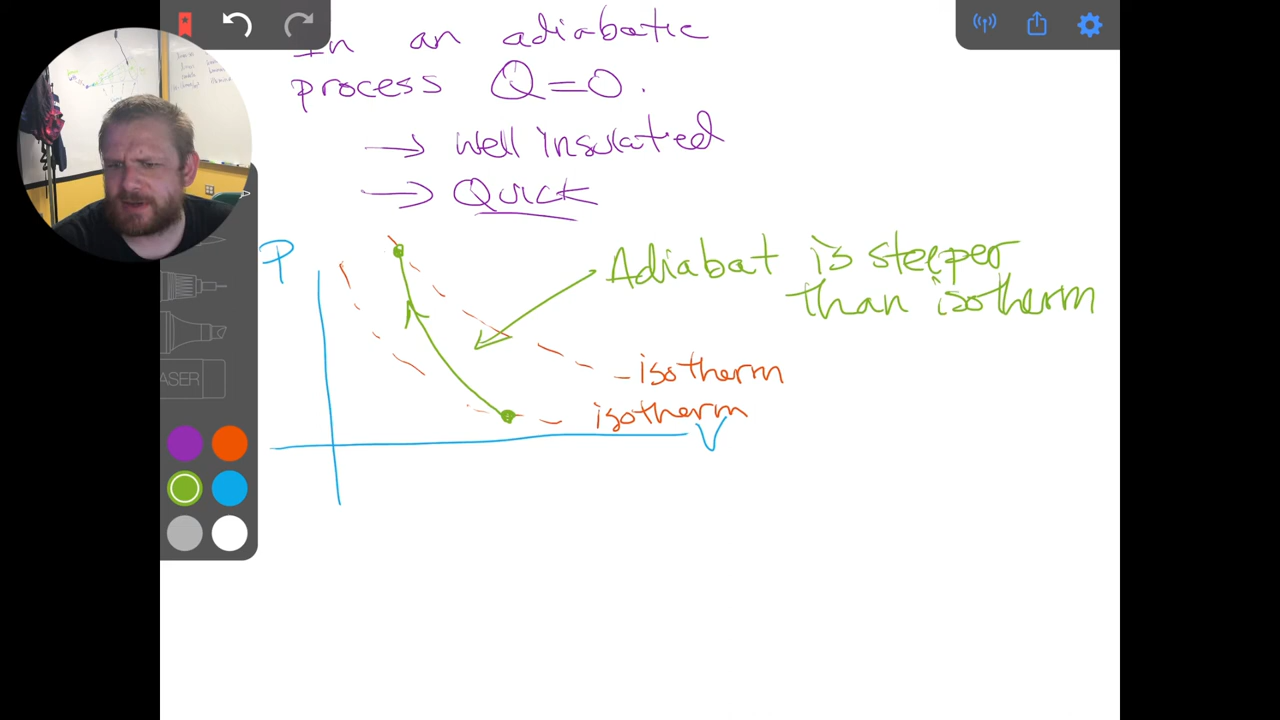 In an adiabatic
process Q=0.
→ well insulated
→ Quick
P
Adiabat is steeper
than isotherm
isotherm
isotherm
V
ASER